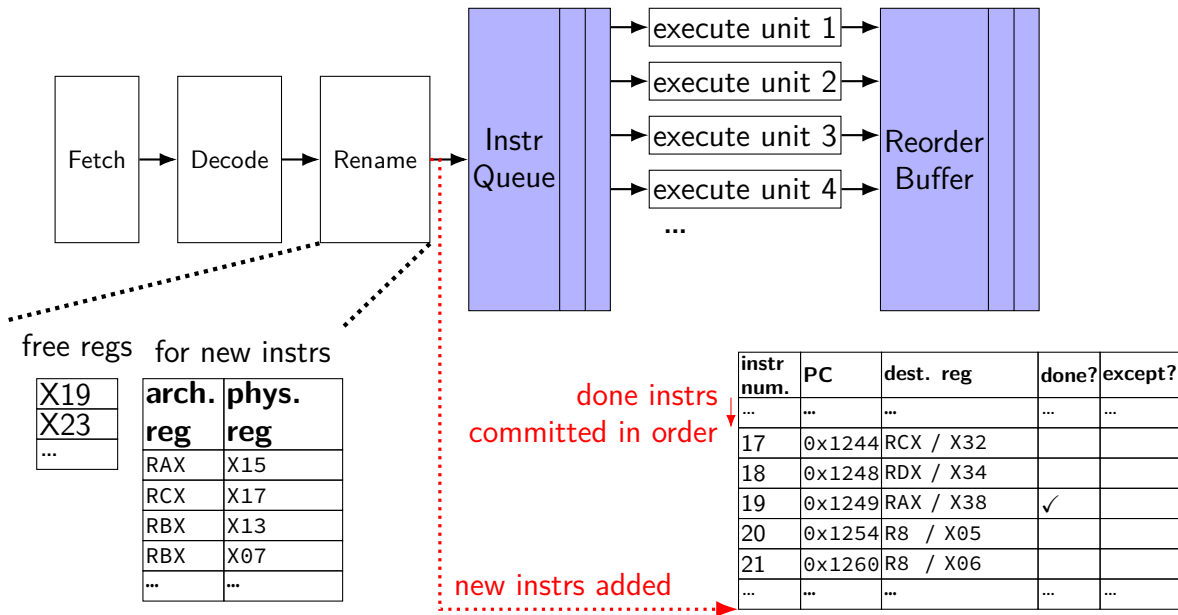 Fetch
Decode
Rename
Instr
Queue
execute unit 1
execute unit 2
execute unit 3
execute unit 4
...
Reorder
Buffer
free regs
X19
X23
...
for new instrs
arch. reg phys. reg
RAX X15
RCX X17
RBX X13
RBX X07
... ...
done instrs
committed in order
new instrs added
instr num. PC dest. reg done? except?
... ... ... ... ...
17 0x1244 RCX / X32
18 0x1248 RDX / X34
19 0x1249 RAX / X38 ✓
20 0x1254 R8 / X05
21 0x1260 R8 / X06
... ... ... ... ...